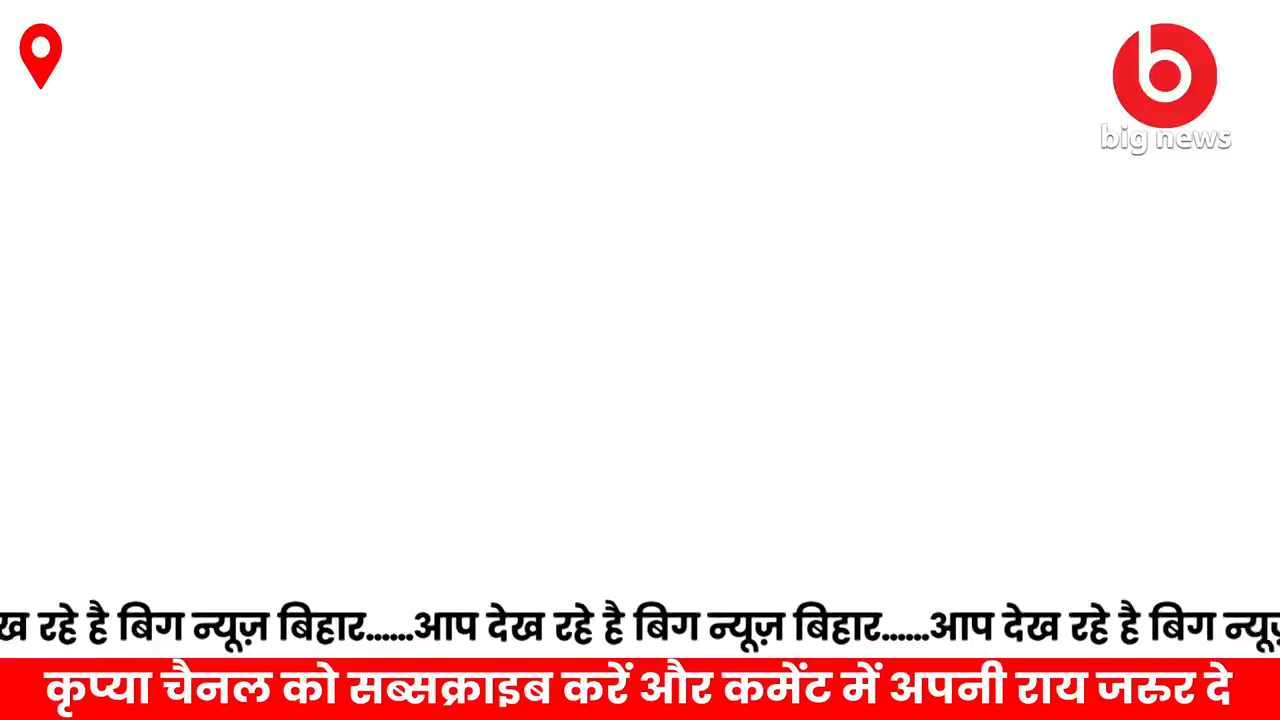 big news
रहे है बिग न्यूज़ बिहार......आप देख रहे है बिग न्यूज़ बिहार......आप देख रहे है बिग
कृप्या चैनल को सब्सक्राइब करें और कमेंट में अपनी राय जरुर दे